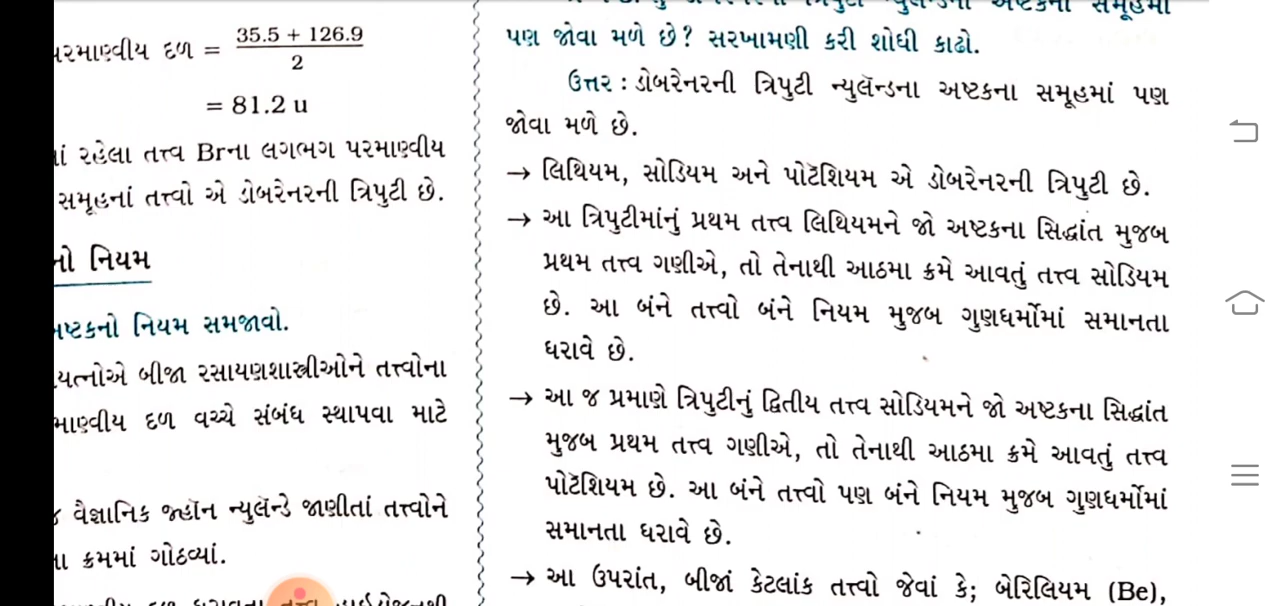 પરમાણ્વીય દળ = 35.5 + 126.9
2
= 81.2 u
રહેલા તત્ત્વ Brના લગભગ પરમાણ્વીય
સમૂહનાં તત્ત્વો એ ડોબરેનરની ત્રિપુટી છે.
નિયમ
અષ્ટકનો નિયમ સમજાવો.
બીજા રસાયણશાસ્ત્રીઓને તત્ત્વોના
દળ વચ્ચે સંબંધ સ્થાપવા માટે
વૈજ્ઞાનિક જ્હૉન ન્યુલૅન્ડે જાણીતાં તત્ત્વોને
ક્રમમાં ગોઠવ્યાં.
પણ જોવા મળે છે? સરખામણી કરી શોધી કાઢો.
ઉત્તર : ડોબરેનરની ત્રિપુટી ન્યુલૅન્ડના અષ્ટકના સમૂહમાં પણ
જોવા મળે છે.
→ લિથિયમ, સોડિયમ અને પોટૅશિયમ એ ડોબરેનરની ત્રિપુટી છે.
→ આ ત્રિપુટીમાંનું પ્રથમ તત્ત્વ લિથિયમને જો અષ્ટકના સિદ્ધાંત મુજબ
પ્રથમ તત્ત્વ ગણીએ, તો તેનાથી આઠમા ક્રમે આવતું તત્ત્વ સોડિયમ
છે. આ બંને તત્ત્વો બંને નિયમ મુજબ ગુણધર્મોમાં સમાનતા
ધરાવે છે.
→ આ જ પ્રમાણે ત્રિપુટીનું દ્વિતીય તત્ત્વ સોડિયમને જો અષ્ટકના સિદ્ધાંત
મુજબ પ્રથમ તત્ત્વ ગણીએ, તો તેનાથી આઠમા ક્રમે આવતું તત્ત્વ
પોટૅશિયમ છે. આ બંને તત્ત્વો પણ બંને નિયમ મુજબ ગુણધર્મોમાં
સમાનતા ધરાવે છે.
→ આ ઉપરાંત, બીજાં કેટલાંક તત્ત્વો જેવાં કે; બેરિલિયમ (Be),